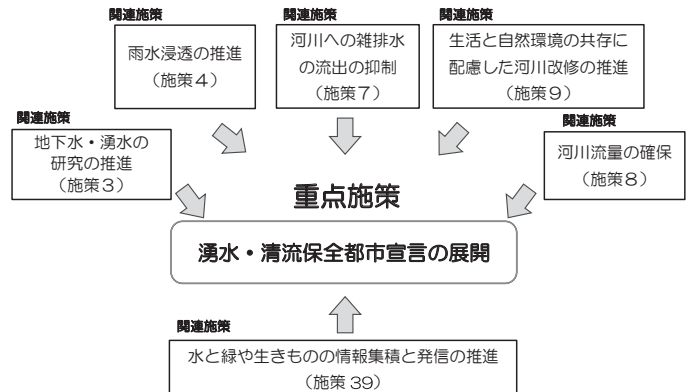 関連施策
雨水浸透の推進
（施策４）
関連施策
河川への雑排水
の流出の抑制
（施策７）
関連施策
生活と自然環境の共存に
配慮した河川改修の推進
（施策９）
関連施策
地下水・湧水の
研究の推進
（施策３）
関連施策
河川流量の確保
（施策８）
重点施策
湧水・清流保全都市宣言の展開
関連施策
水と緑や生きものの情報集積と発信の推進
（施策 39）